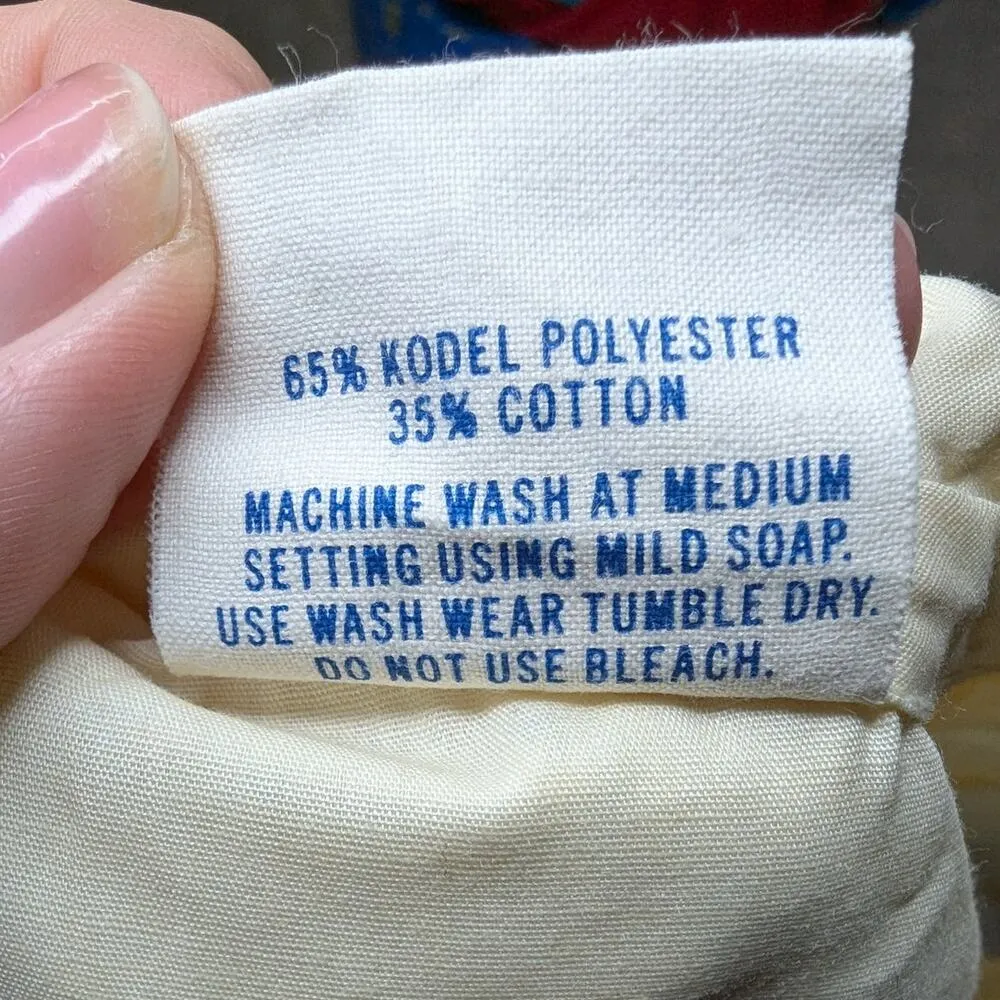 65% KODEL POLYESTER
35% COTTON
MACHINE WASH AT MEDIUM
SETTING USING MILD SOAP.
USE WASH WEAR TUMBLE DRY.
DO NOT USE BLEACH.